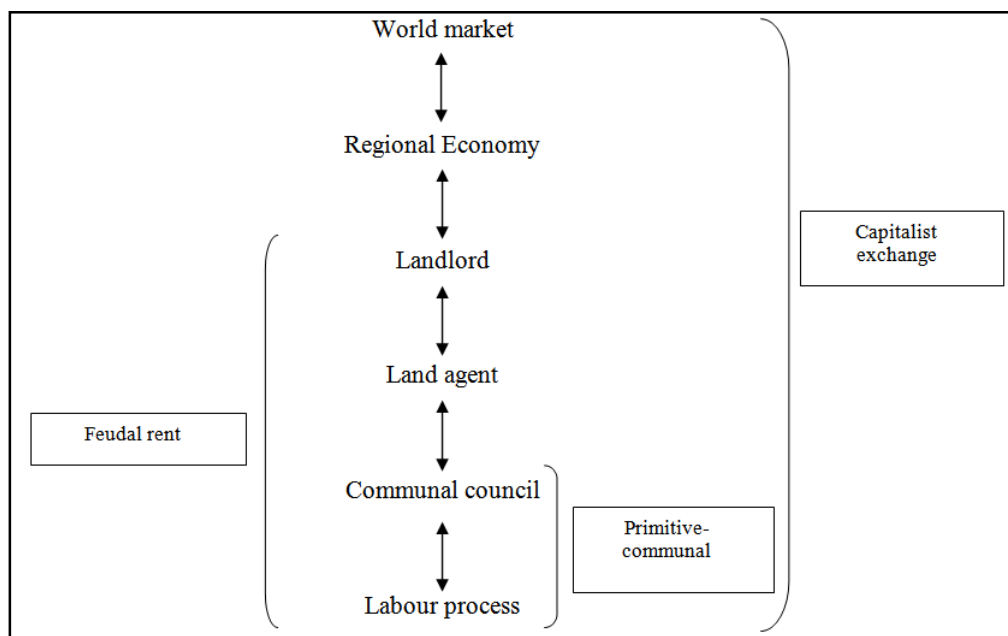 World market
Regional Economy
Landlord
Capitalist
exchange
Land agent
Feudal rent
Communal council
Primitive-
communal
Labour process